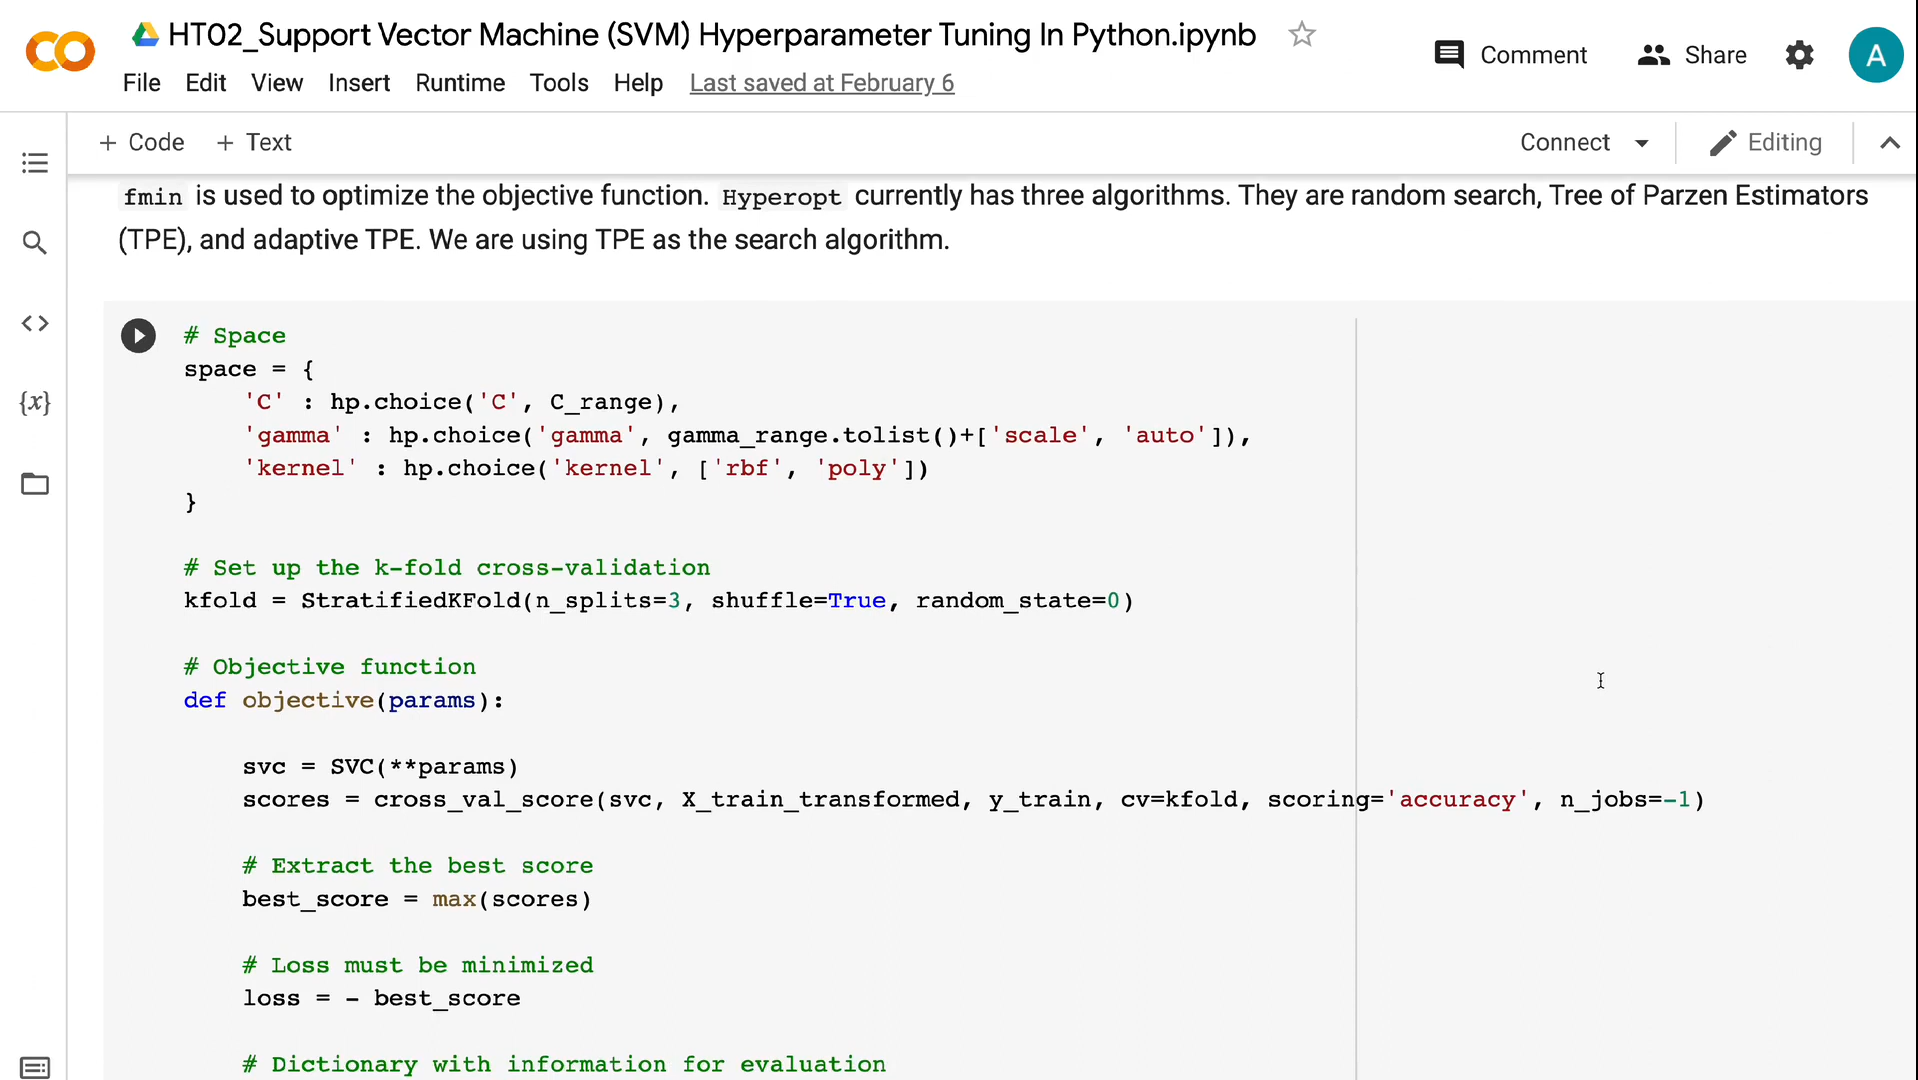 HT02_Support Vector Machine (SVM) Hyperparameter Tuning In Python.ipynb
Comment
Share
A
File Edit View Insert Runtime Tools Help Last saved at February 6
+ Code + Text
Connect
Editing
fmin is used to optimize the objective function. Hyperopt currently has three algorithms. They are random search, Tree of Parzen Estimators
(TPE), and adaptive TPE. We are using TPE as the search algorithm.
{x}
# Space
space = {
'C' : hp.choice('C', C_range),
'gamma' : hp.choice('gamma', gamma_range.tolist()+['scale', 'auto']),
'kernel' : hp.choice('kernel', ['rbf', 'poly'])
}
# Set up the k-fold cross-validation
kfold = StratifiedKFold(n_splits=3, shuffle=True, random_state=0)
# Objective function
def objective(params):
svc = SVC(**params)
scores = cross_val_score(svc, X_train_transformed, y_train, cv=kfold, scoring='accuracy', n_jobs=-1)
# Extract the best score
best_score = max(scores)
# Loss must be minimized
loss = - best_score
# Dictionary with information for evaluation